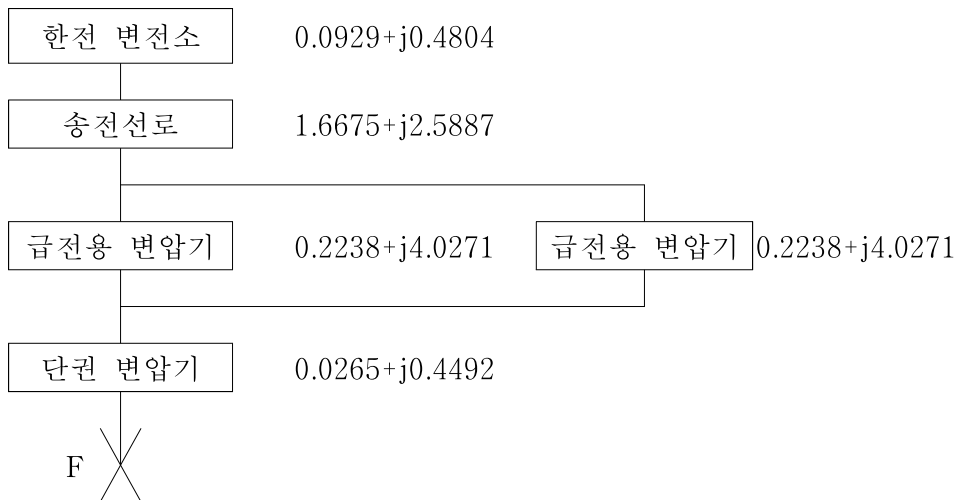 한전 변전소 0.0929+j0.4804
송전선로 1.6675+j2.5887
급전용 변압기 0.2238+j4.0271 급전용 변압기 0.2238+j4.0271
단권 변압기 0.0265+j0.4492
F